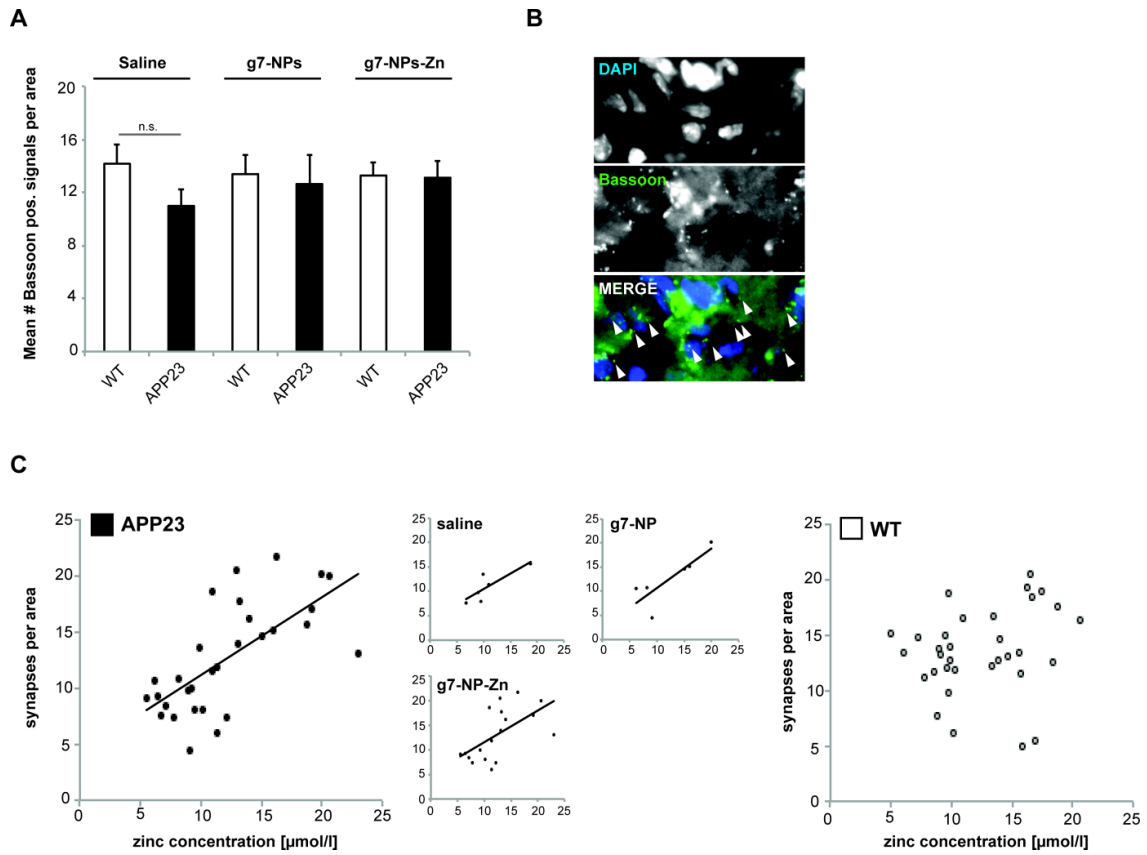 A
Saline g7-NPs g7-NPs-Zn
Mean # Bassoon pos. signals per area
20
16
12
8
4
0
n.s.
WT APP23 WT APP23 WT APP23
B
DAPI
Bassoon
MERGE
C
APP23
synapses per area
25
20
15
10
5
0
0 5 10 15 20 25
zinc concentration [µmol/l]
saline
25
20
15
10
5
0
0 5 10 15 20 25
g7-NP
25
20
15
10
5
0
0 5 10 15 20 25
g7-NP-Zn
25
20
15
10
5
0
0 5 10 15 20 25
WT
synapses per area
25
20
15
10
5
0
0 5 10 15 20 25
zinc concentration [µmol/l]